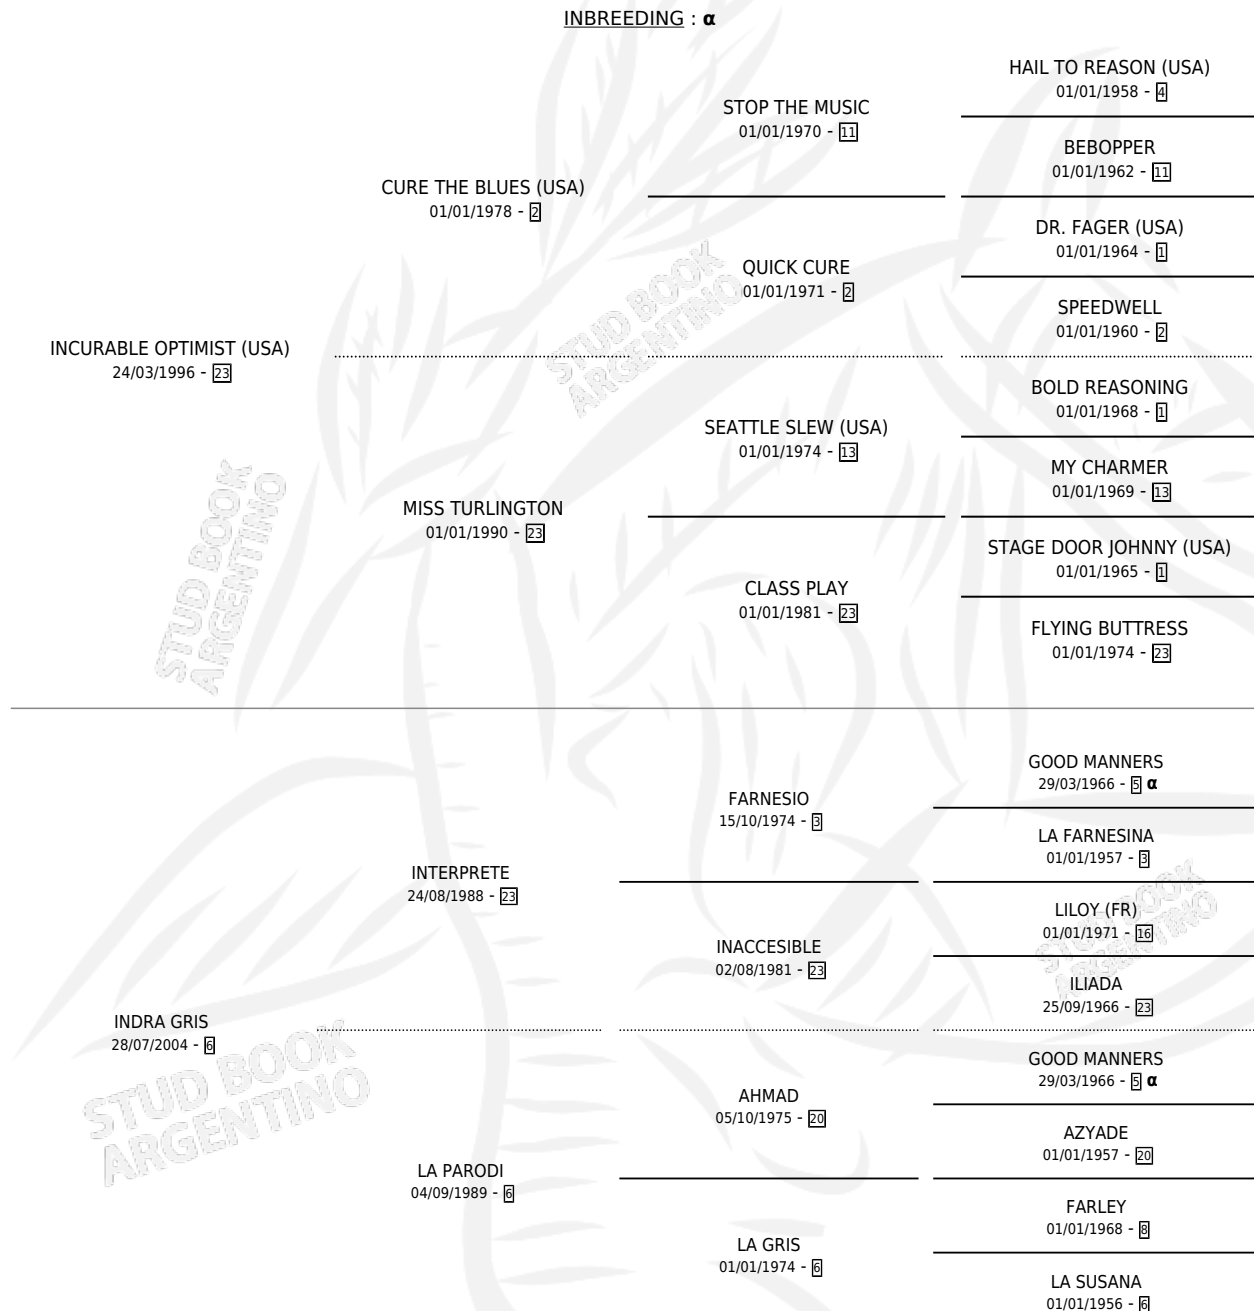 INBREEDING : α
HAIL TO REASON (USA)
01/01/1958 - 4
STOP THE MUSIC
01/01/1970 - 11
BEBOPPER
01/01/1962 - 11
CURE THE BLUES (USA)
01/01/1978 - 2
DR. FAGER (USA)
01/01/1964 - 1
QUICK CURE
01/01/1971 - 2
SPEEDWELL
01/01/1960 - 2
INCURABLE OPTIMIST (USA)
24/03/1996 - 23
BOLD REASONING
01/01/1968 - 1
SEATTLE SLEW (USA)
01/01/1974 - 13
MY CHARMER
01/01/1969 - 13
MISS TURLINGTON
01/01/1990 - 23
STAGE DOOR JOHNNY (USA)
01/01/1965 - 1
CLASS PLAY
01/01/1981 - 23
FLYING BUTTRESS
01/01/1974 - 23
GOOD MANNERS
29/03/1966 - 5 α
FARNESIO
15/10/1974 - 3
LA FARNESINA
01/01/1957 - 3
INTERPRETE
24/08/1988 - 23
LILOY (FR)
01/01/1971 - 16
INACCESIBLE
02/08/1981 - 23
ILIADA
25/09/1966 - 23
INDRA GRIS
28/07/2004 - 6
GOOD MANNERS
29/03/1966 - 5 α
AHMAD
05/10/1975 - 20
AZYADE
01/01/1957 - 20
LA PARODI
04/09/1989 - 6
FARLEY
01/01/1968 - 8
LA GRIS
01/01/1974 - 6
LA SUSANA
01/01/1956 - 6
STUD BOOK
ARGENTINO
STUD BOOK
ARGENTINO
STUD BOOK
ARGENTINO
STUD BOOK
ARGENTINO